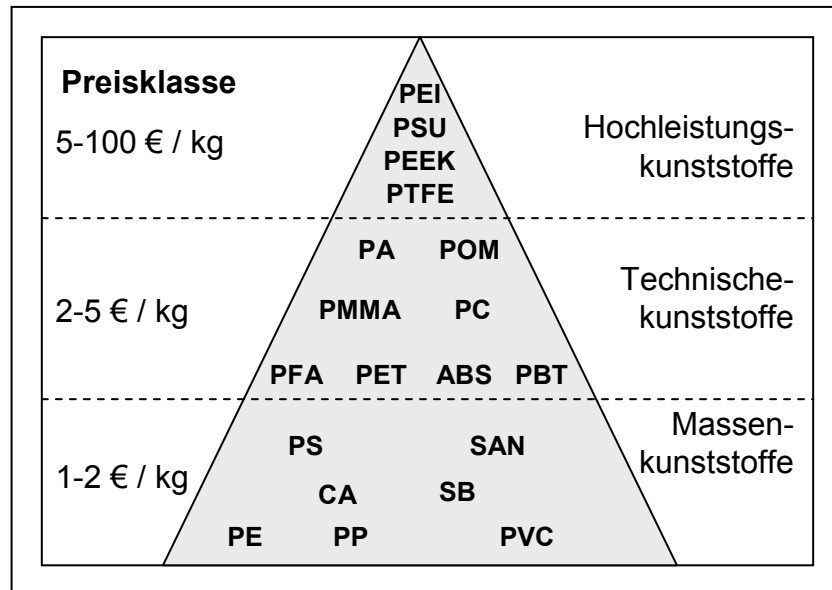 Preisklasse
5-100 € / kg
PEI
PSU
PEEK
PTFE
Hochleistungs-
kunststoffe
2-5 € / kg
PA POM
PMMA PC
PFA PET ABS PBT
Technische-
kunststoffe
1-2 € / kg
PS SAN
CA SB
PE PP PVC
Massen-
kunststoffe